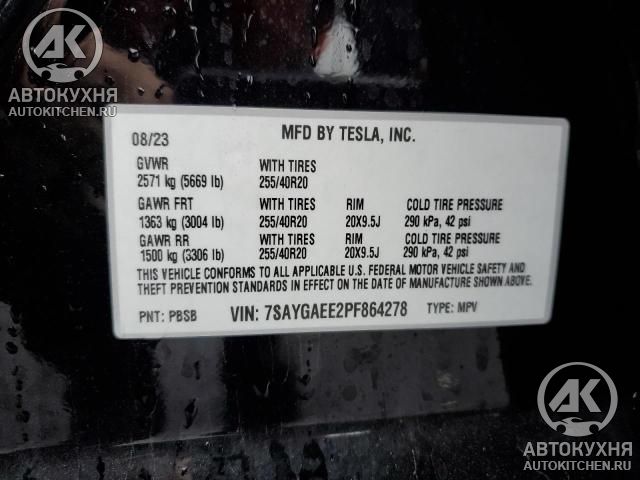 AK
АВТОКУХНЯ
AUTOKITCHEN.RU
08/23 MFD BY TESLA, INC.
GVWR WITH TIRES
2571 kg (5669 lb) 255/40R20
GAWR FRT WITH TIRES RIM COLD TIRE PRESSURE
1363 kg (3004 lb) 255/40R20 20X9.5J 290 kPa, 42 psi
GAWR RR WITH TIRES RIM COLD TIRE PRESSURE
1500 kg (3306 lb) 255/40R20 20X9.5J 290 kPa, 42 psi
THIS VEHICLE CONFORMS TO ALL APPLICABLE U.S. FEDERAL MOTOR VEHICLE SAFETY AND
THEFT PREVENTION STANDARDS IN EFFECT ON THE DATE OF MANUFACTURE SHOWN ABOVE.
PNT: PBSB VIN: 7SAYGAEE2PF864278 TYPE: MPV
AK
АВТОКУХНЯ
AUTOKITCHEN.RU